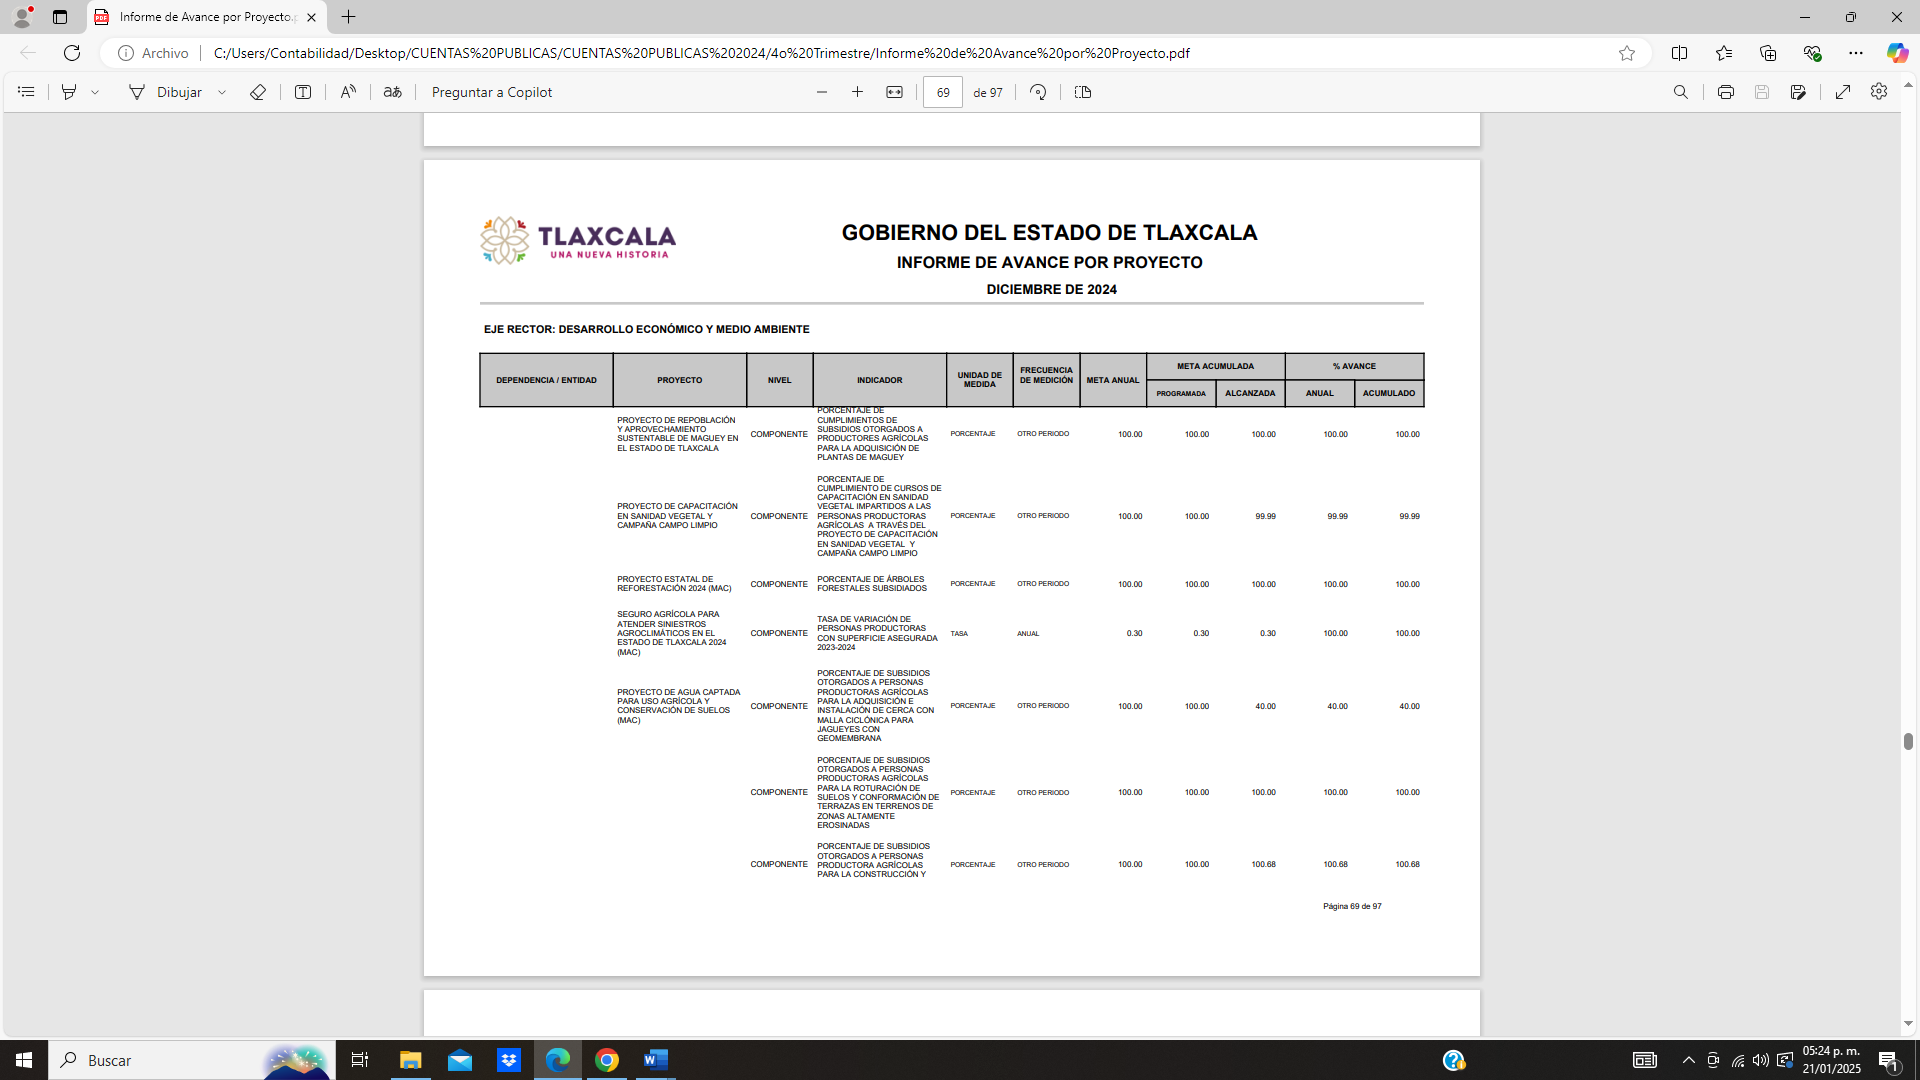 Informe de Avance por Proyecto.p
Archivo
C:/Users/Contabilidad/Desktop/CUENTAS%20PUBLICAS/CUENTAS%20PUBLICAS%202024/4o%20Trimestre/Informe%20de%20Avance%20por%20Proyecto.pdf
Dibujar
Preguntar a Copilot
69 de 97
TLAXCALA
UNA NUEVA HISTORIA
GOBIERNO DEL ESTADO DE TLAXCALA
INFORME DE AVANCE POR PROYECTO
DICIEMBRE DE 2024
EJE RECTOR: DESARROLLO ECONÓMICO Y MEDIO AMBIENTE
DEPENDENCIA / ENTIDAD
PROYECTO
NIVEL
INDICADOR
UNIDAD DE
MEDIDA
FRECUENCIA
DE MEDICIÓN
META ANUAL
META ACUMULADA
PROGRAMADA
ALCANZADA
% AVANCE
ANUAL
ACUMULADO
PROYECTO DE REPOBLACIÓN
Y APROVECHAMIENTO
SUSTENTABLE DE MAGUEY EN
EL ESTADO DE TLAXCALA
COMPONENTE
PORCENTAJE DE
CUMPLIMIENTOS DE
SUBSIDIOS OTORGADOS A
PRODUCTORES AGRÍCOLAS
PARA LA ADQUISICIÓN DE
PLANTAS DE MAGUEY
PORCENTAJE
OTRO PERIODO
100.00
100.00
100.00
100.00
100.00
PROYECTO DE CAPACITACIÓN
EN SANIDAD VEGETAL Y
CAMPAÑA CAMPO LIMPIO
COMPONENTE
PORCENTAJE DE
CUMPLIMIENTO DE CURSOS DE
CAPACITACIÓN EN SANIDAD
VEGETAL IMPARTIDOS A LAS
PERSONAS PRODUCTORAS
AGRÍCOLAS A TRAVÉS DEL
PROYECTO DE CAPACITACIÓN
EN SANIDAD VEGETAL Y
CAMPAÑA CAMPO LIMPIO
PORCENTAJE
OTRO PERIODO
100.00
100.00
99.99
99.99
99.99
PROYECTO ESTATAL DE
REFORESTACIÓN 2024 (MAC)
COMPONENTE
PORCENTAJE DE ÁRBOLES
FORESTALES SUBSIDIADOS
PORCENTAJE
OTRO PERIODO
100.00
100.00
100.00
100.00
100.00
SEGURO AGRÍCOLA PARA
ATENDER SINIESTROS
AGROCLIMÁTICOS EN EL
ESTADO DE TLAXCALA 2024
(MAC)
COMPONENTE
TASA DE VARIACIÓN DE
PERSONAS PRODUCTORAS
CON SUPERFICIE ASEGURADA
2023-2024
TASA
ANUAL
0.30
0.30
0.30
100.00
100.00
PROYECTO DE AGUA CAPTADA
PARA USO AGRÍCOLA Y
CONSERVACIÓN DE SUELOS
(MAC)
COMPONENTE
PORCENTAJE DE SUBSIDIOS
OTORGADOS A PERSONAS
PRODUCTORAS AGRÍCOLAS
PARA LA ADQUISICIÓN E
INSTALACIÓN DE CERCA CON
MALLA CICLÓNICA PARA
JAGUEYES CON
GEOMEMBRANA
PORCENTAJE
OTRO PERIODO
100.00
100.00
40.00
40.00
40.00
COMPONENTE
PORCENTAJE DE SUBSIDIOS
OTORGADOS A PERSONAS
PRODUCTORAS AGRÍCOLAS
PARA LA ROTURACIÓN DE
SUELOS Y CONFORMACIÓN DE
TERRAZAS EN TERRENOS DE
ZONAS ALTAMENTE
EROSINADAS
PORCENTAJE
OTRO PERIODO
100.00
100.00
100.00
100.00
100.00
COMPONENTE
PORCENTAJE DE SUBSIDIOS
OTORGADOS A PERSONAS
PRODUCTORA AGRÍCOLAS
PARA LA CONSTRUCCIÓN Y
PORCENTAJE
OTRO PERIODO
100.00
100.00
100.68
100.68
100.68
Página 69 de 97
Buscar
05:24 p. m.
21/01/2025
1